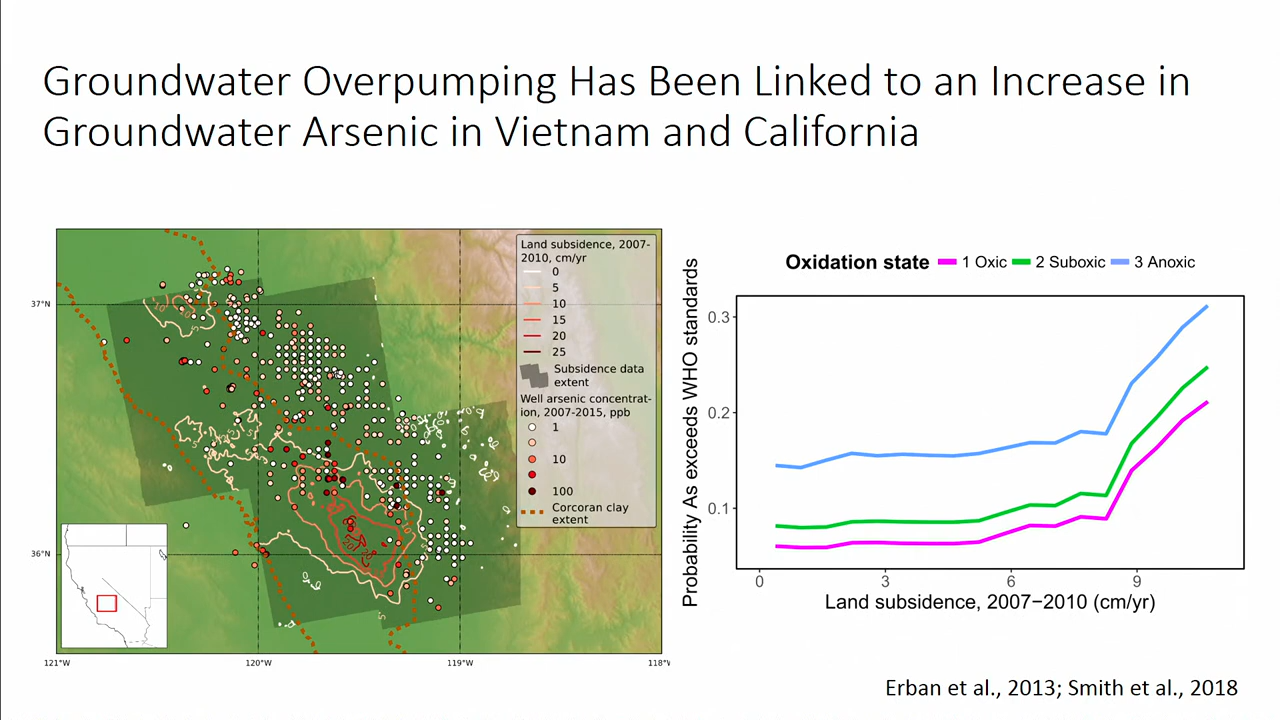 Groundwater Overpumping Has Been Linked to an Increase in
Groundwater Arsenic in Vietnam and California
Land subsidence, 2007-
2010, cm/yr
0
5
10
15
20
25
Subsidence data
extent
Well arsenic concentrat-
ion, 2007-2015, ppb
1
10
100
Corcoran clay
extent
37°N
36°N
121°W
120°W
119°W
118°W
Oxidation state
1 Oxic
2 Suboxic
3 Anoxic
Probability As exceeds WHO standards
0.3
0.2
0.1
0
3
6
9
Land subsidence, 2007−2010 (cm/yr)
Erban et al., 2013; Smith et al., 2018